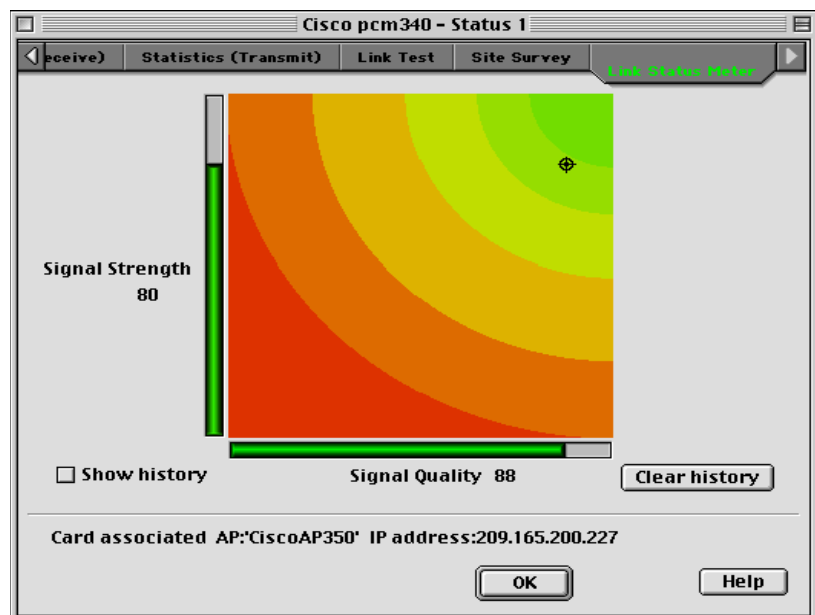 Cisco pcm340 - Status 1
eceive) Statistics (Transmit) Link Test Site Survey Link Status Meter
Signal Strength
80
Show history Signal Quality 88 Clear history
Card associated AP:'CiscoAP350' IP address:209.165.200.227
OK Help